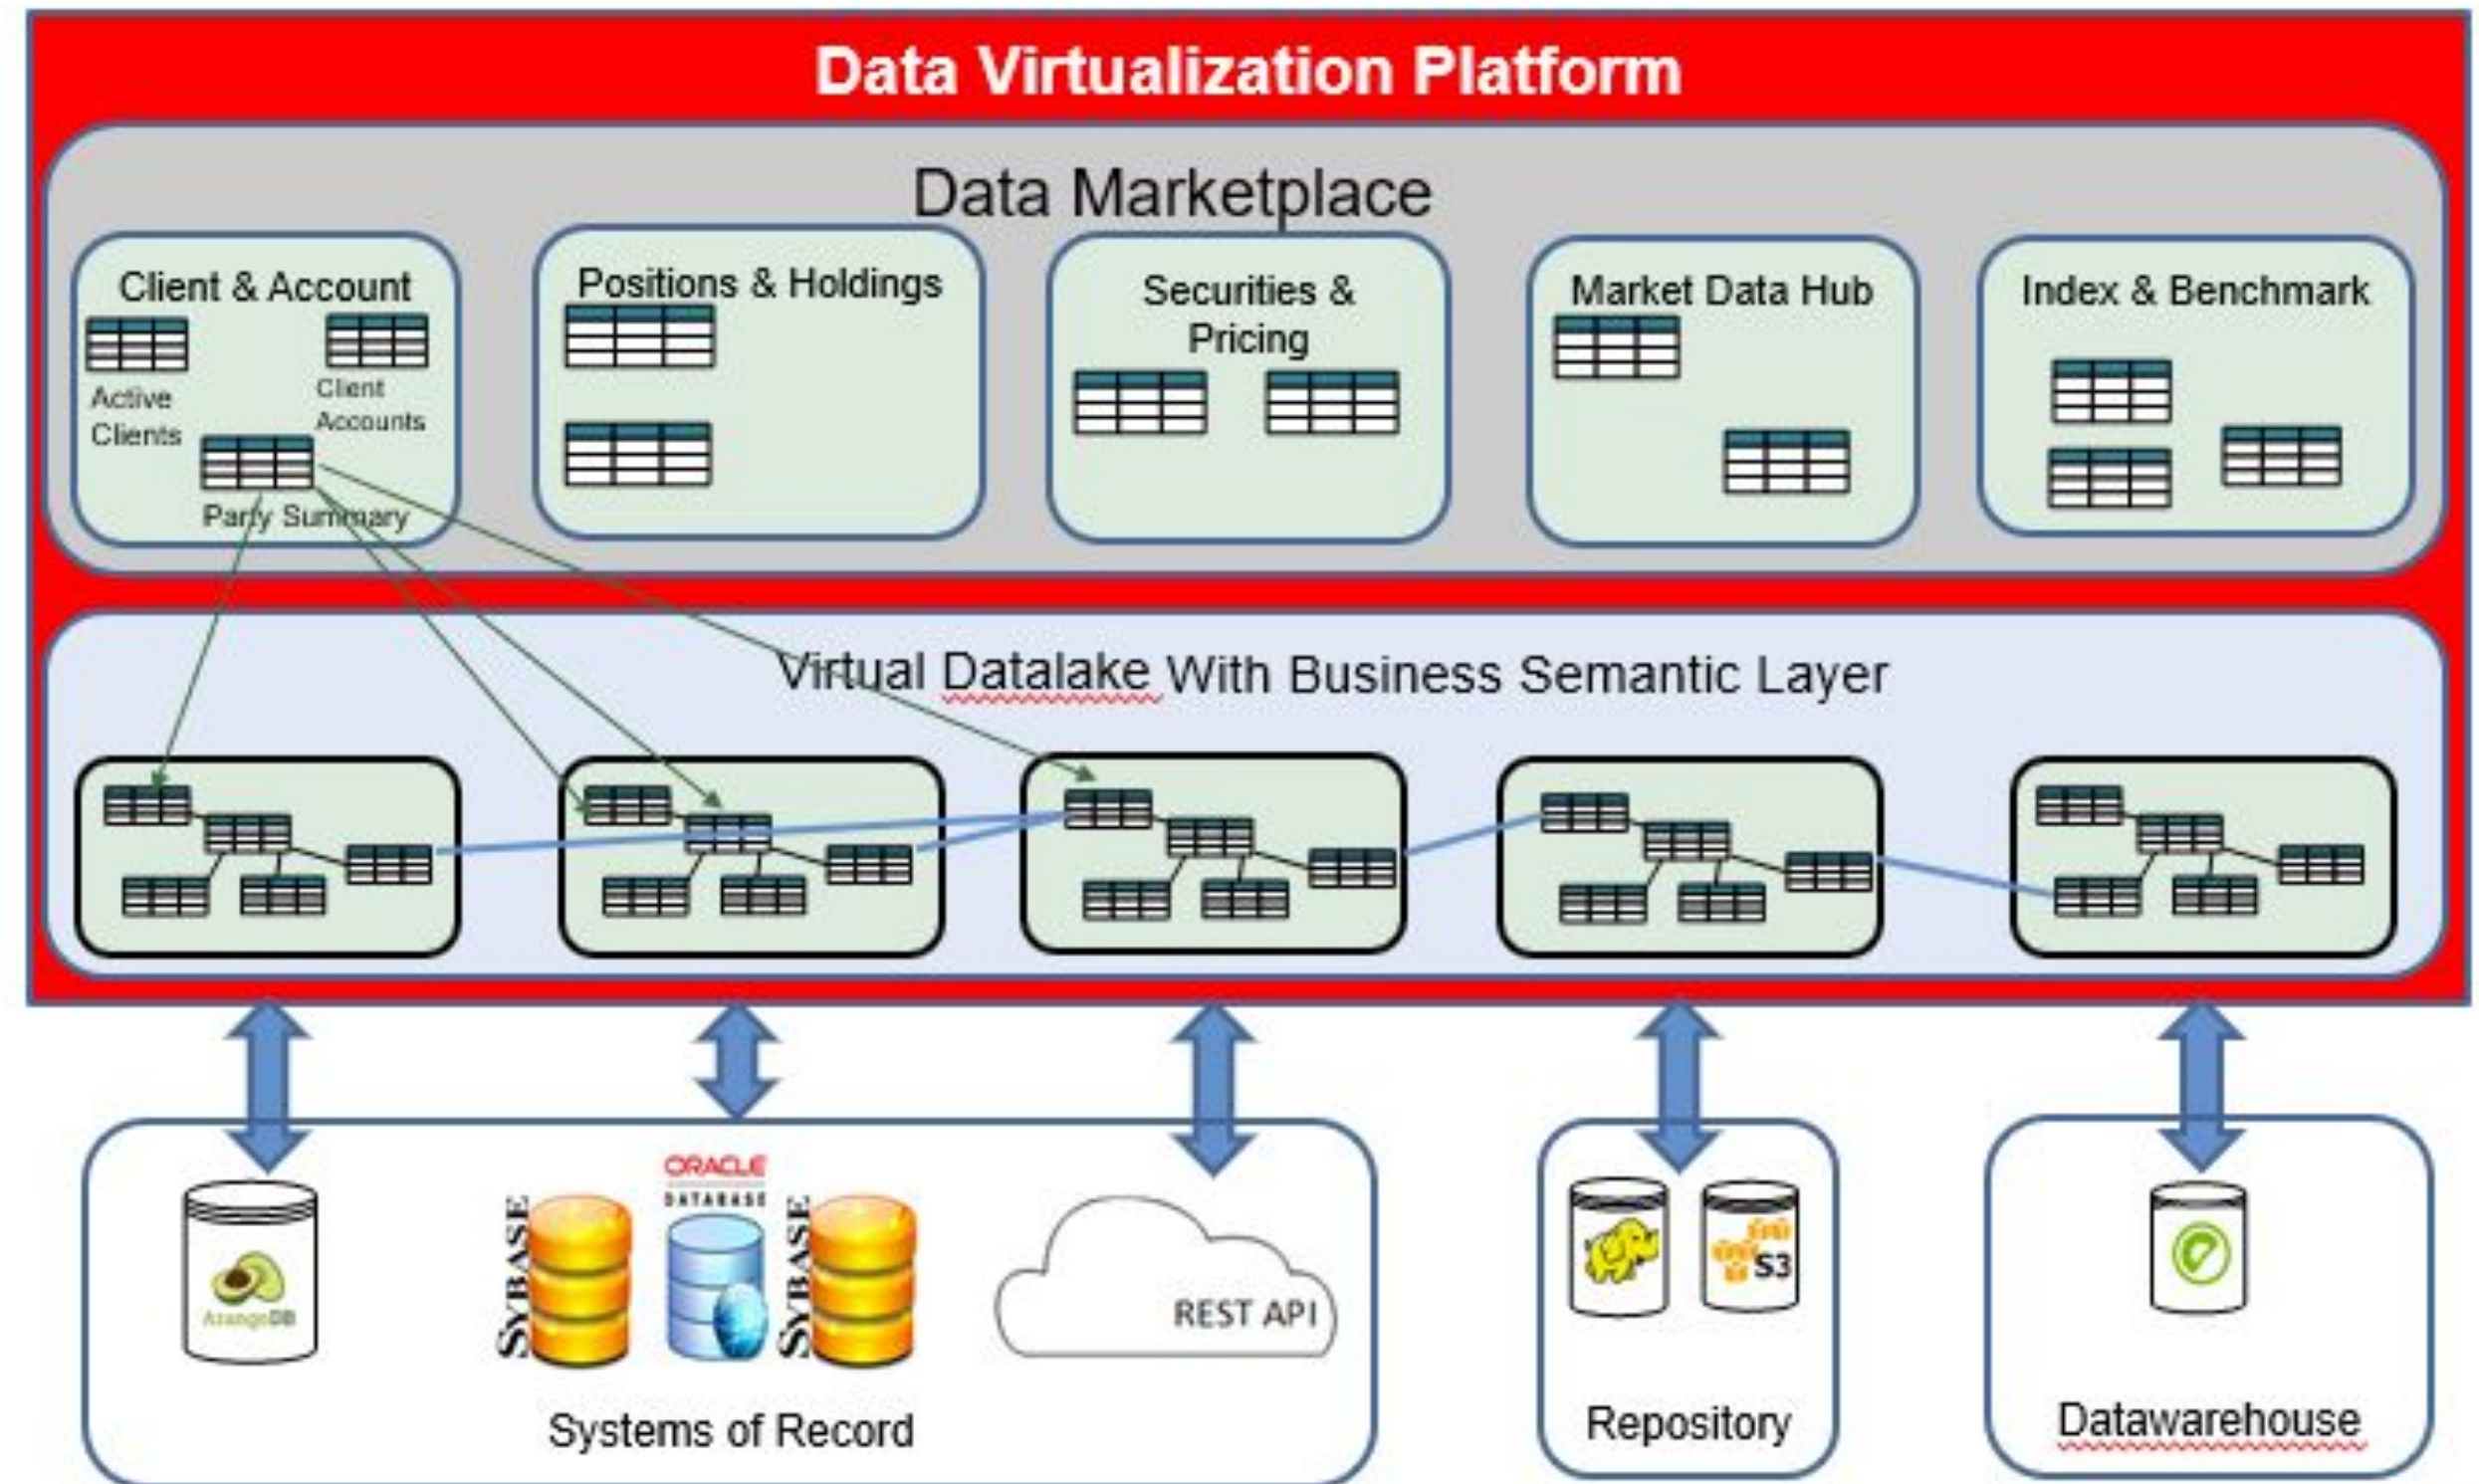 Data Virtualization Platform
Data Marketplace
Client & Account
Active
Clients
Client
Accounts
Party Summary
Positions & Holdings
Securities &
Pricing
Market Data Hub
Index & Benchmark
Virtual Datalake With Business Semantic Layer
ArangoDB
SYBASE
ORACLE
DATABASE
SYBASE
REST API
Systems of Record
S3
Repository
Datawarehouse